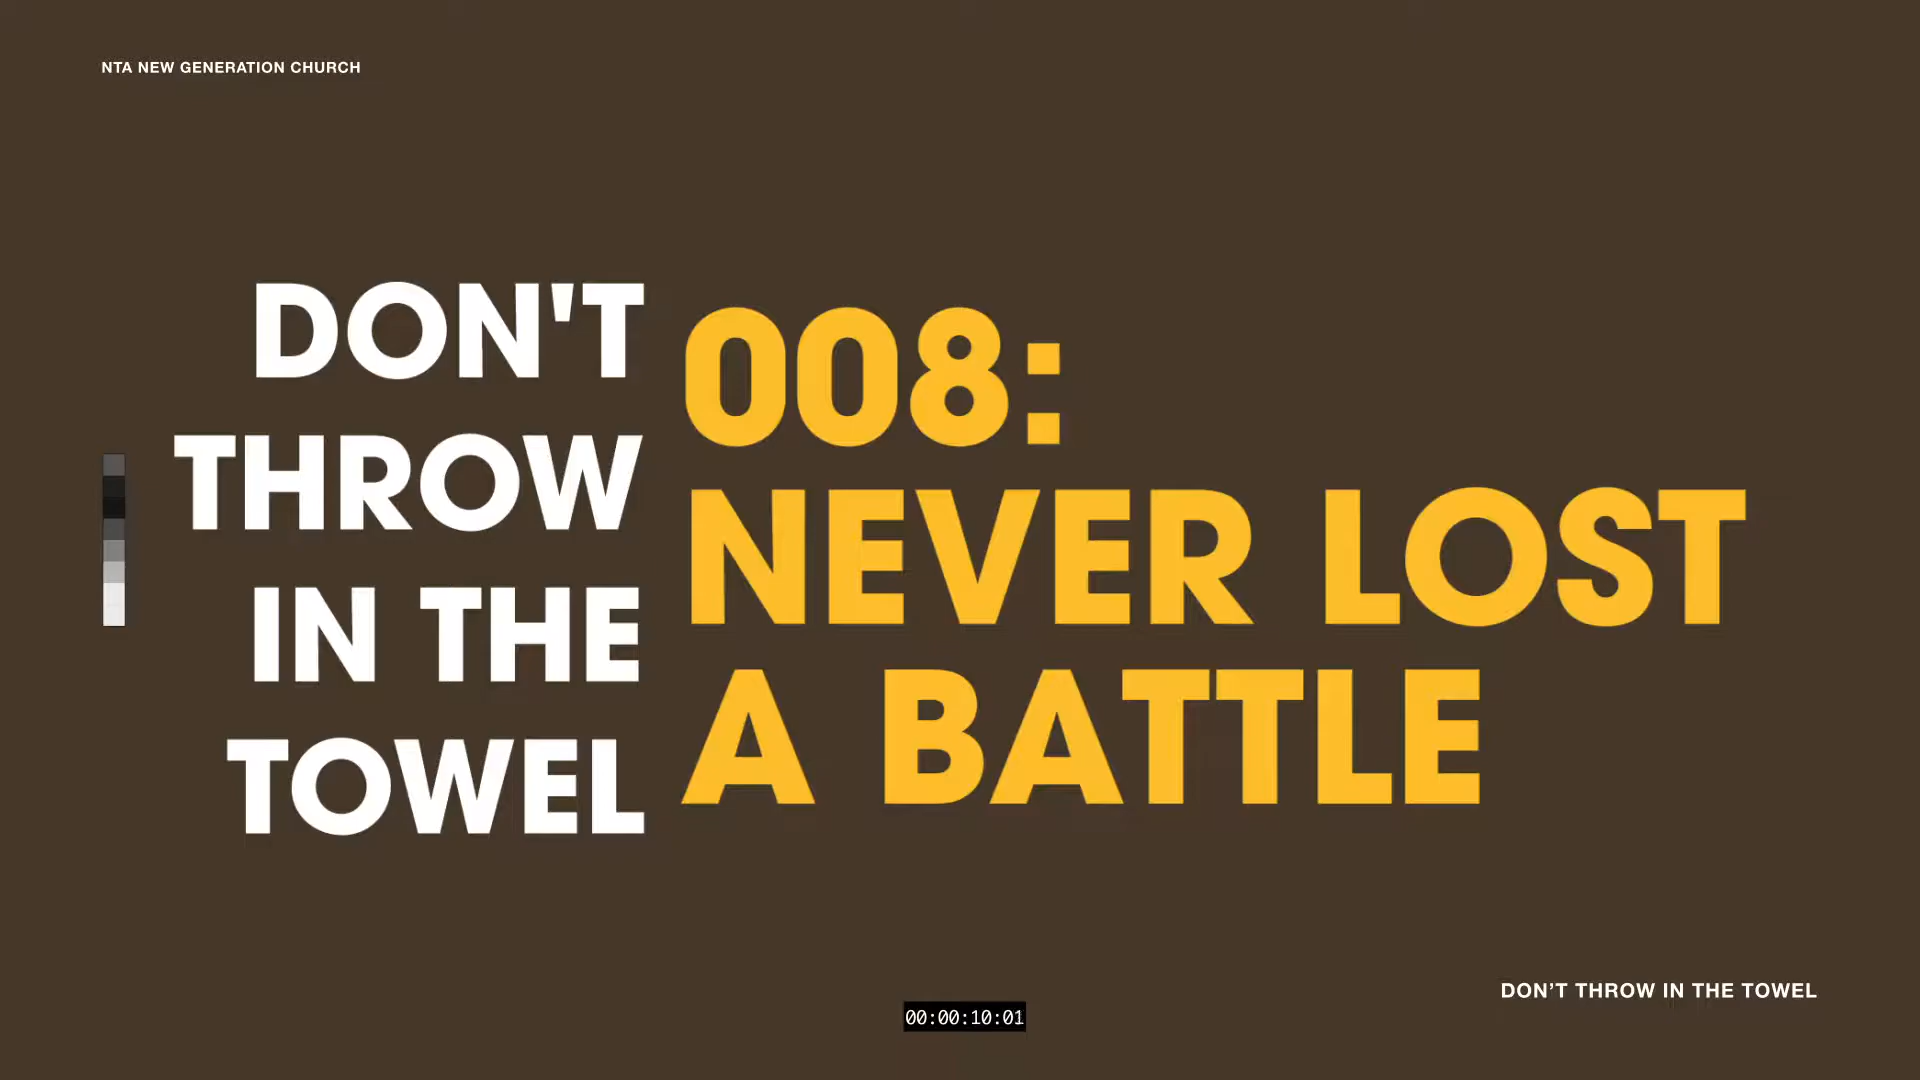 NTA NEW GENERATION CHURCH
DON'T
THROW
IN THE
TOWEL
008:
NEVER LOST
A BATTLE
DON’T THROW IN THE TOWEL
00:00:10:01